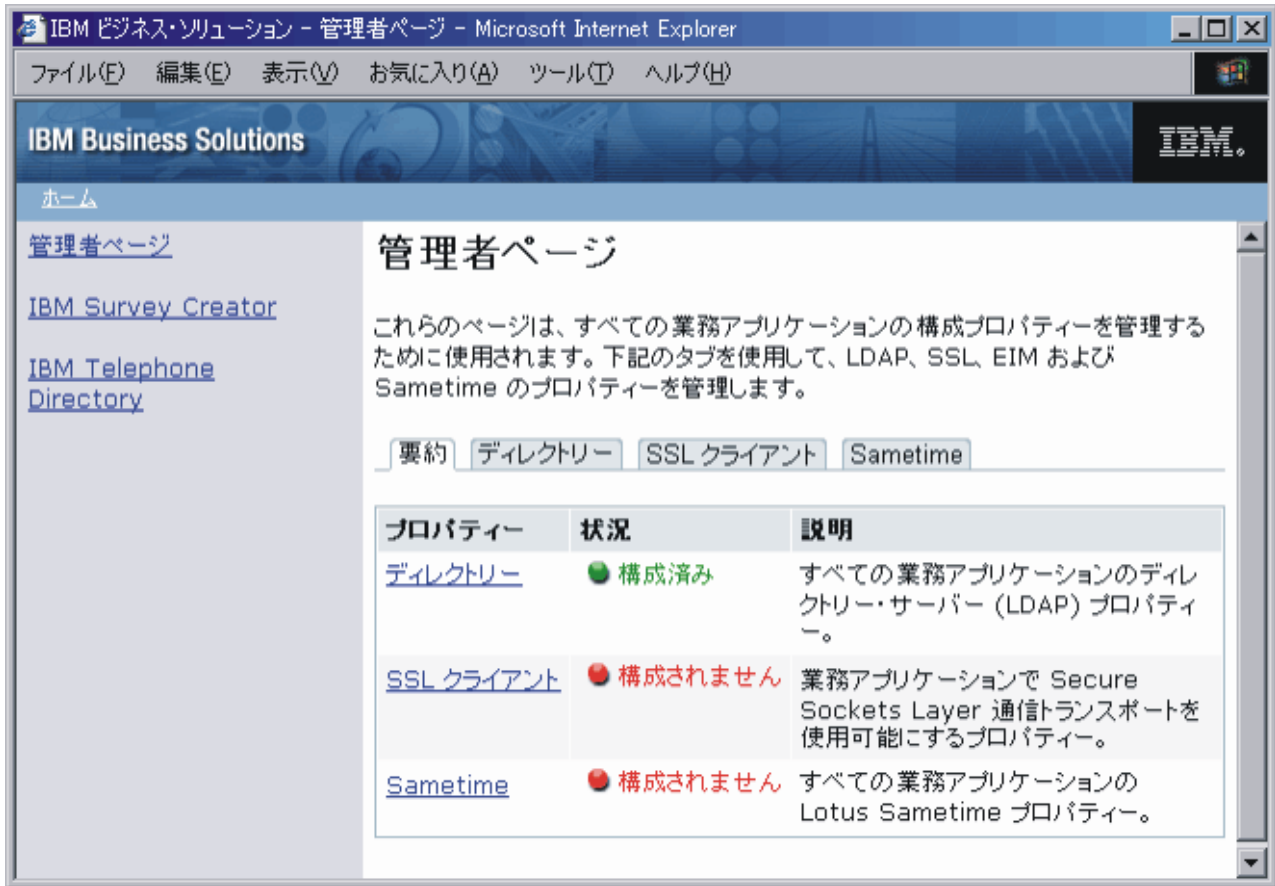 IBM ビジネス・ソリューション - 管理者ページ - Microsoft Internet Explorer
ファイル(F) 編集(E) 表示(V) お気に入り(A) ツール(T) ヘルプ(H)
IBM Business Solutions
IBM.
ホーム
管理者ページ
IBM Survey Creator
IBM Telephone
Directory
管理者ページ
これらのページは、すべての業務アプリケーションの構成プロパティーを管理する
ために使用されます。下記のタブを使用して、LDAP、SSL、EIM および
Sametime のプロパティーを管理します。
要約 ディレクトリー SSL クライアント Sametime
プロパティー 状況 説明
ディレクトリー 構成済み すべての業務アプリケーションのディレ
クトリー・サーバー (LDAP) プロパティ
ー。
SSL クライアント 構成されません 業務アプリケーションで Secure
Sockets Layer 通信トランスポートを
使用可能にするプロパティー。
Sametime 構成されません すべての業務アプリケーションの
Lotus Sametime プロパティー。